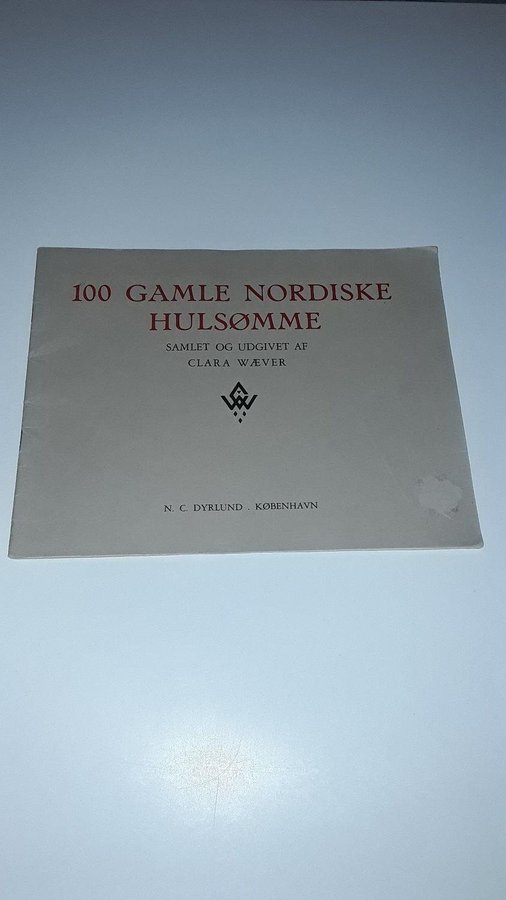 100 GAMLE NORDISKE
HULSØMME
SAMLET OG UDGIVET AF
CLARA WÆVER
N. C. DYRLUND . KØBENHAVN